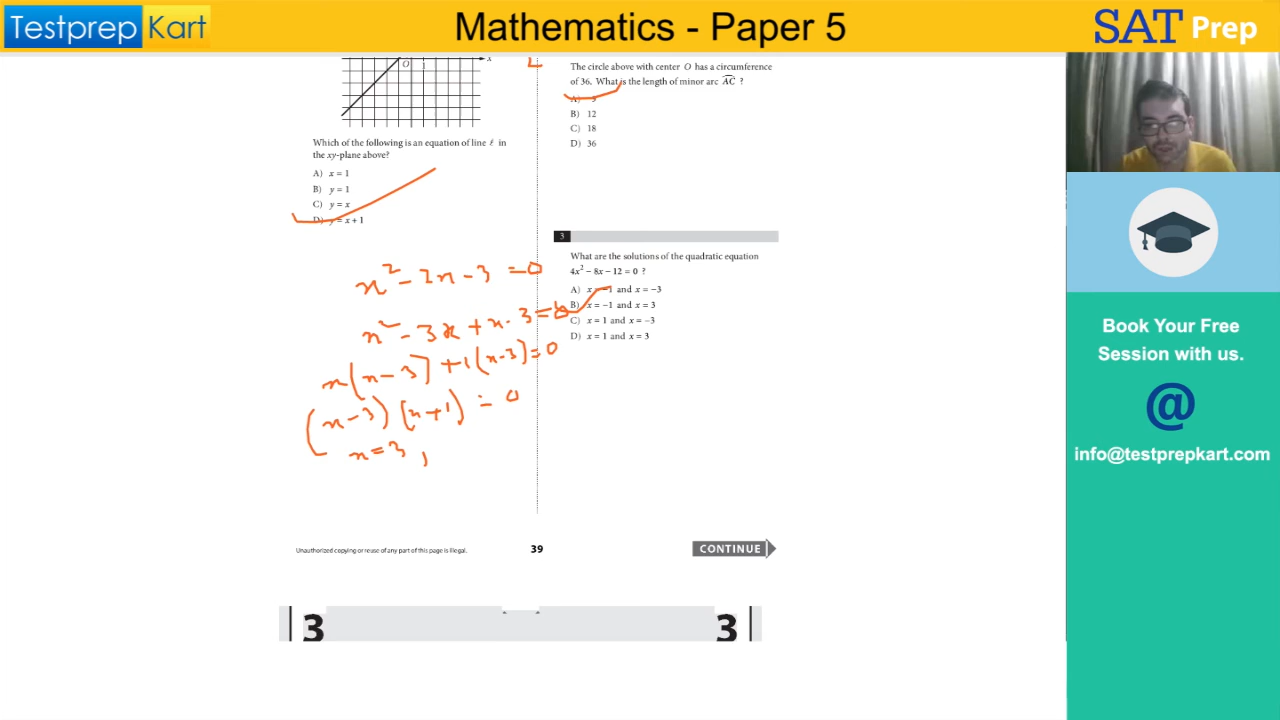 Testprep Kart
Mathematics - Paper 5
SAT Prep
O 1 x
Which of the following is an equation of line ℓ in
the xy-plane above?
A) x = 1
B) y = 1
C) y = x
D) y = x + 1
x² - 2x - 3 = 0
x² - 3x + x - 3 = 0
x(x - 3) + 1(x - 3) = 0
(x - 3)(x + 1) = 0
x = 3 ,
Unauthorized copying or reuse of any part of this page is illegal.
39
CONTINUE
The circle above with center O has a circumference
of 36. What is the length of minor arc AC ?
A) 9
B) 12
C) 18
D) 36
3
What are the solutions of the quadratic equation
4x² − 8x − 12 = 0 ?
A) x = −1 and x = −3
B) x = −1 and x = 3
C) x = 1 and x = −3
D) x = 1 and x = 3
3
3
Book Your Free
Session with us.
@
info@testprepkart.com